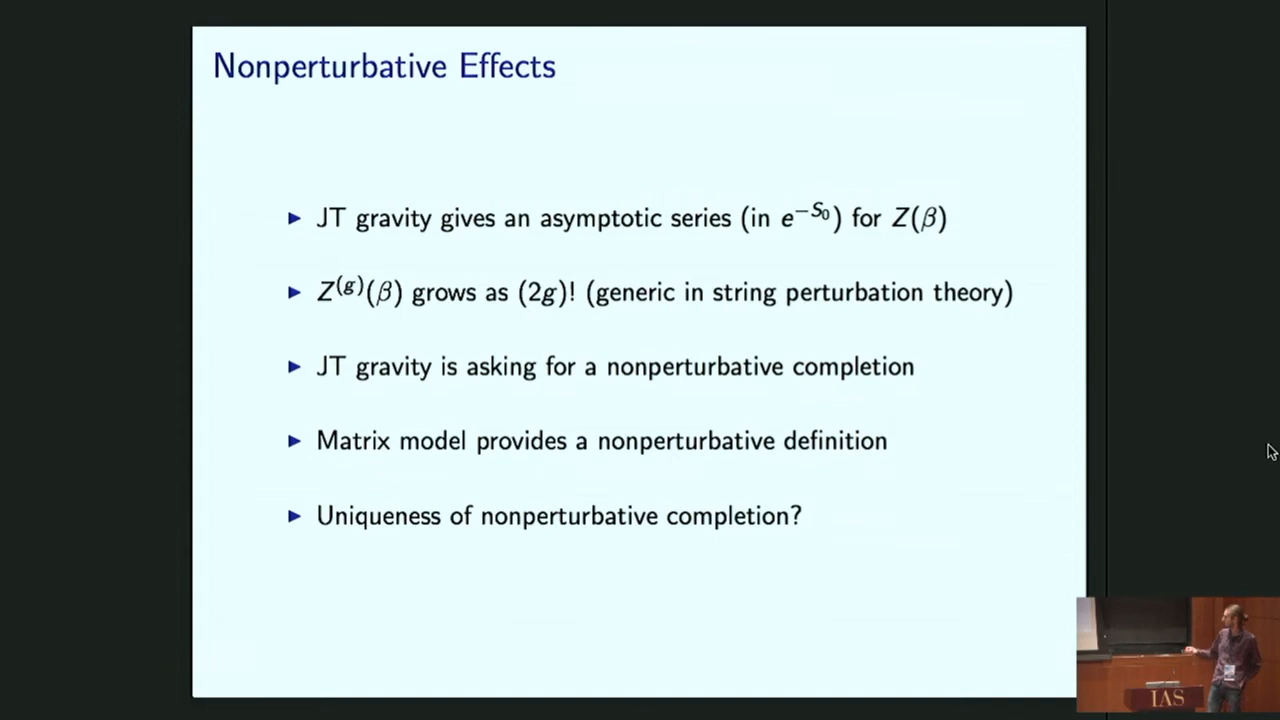 Nonperturbative Effects
▶ JT gravity gives an asymptotic series (in e^{−S₀}) for Z(β)
▶ Z^{(g)}(β) grows as (2g)! (generic in string perturbation theory)
▶ JT gravity is asking for a nonperturbative completion
▶ Matrix model provides a nonperturbative definition
▶ Uniqueness of nonperturbative completion?
IAS